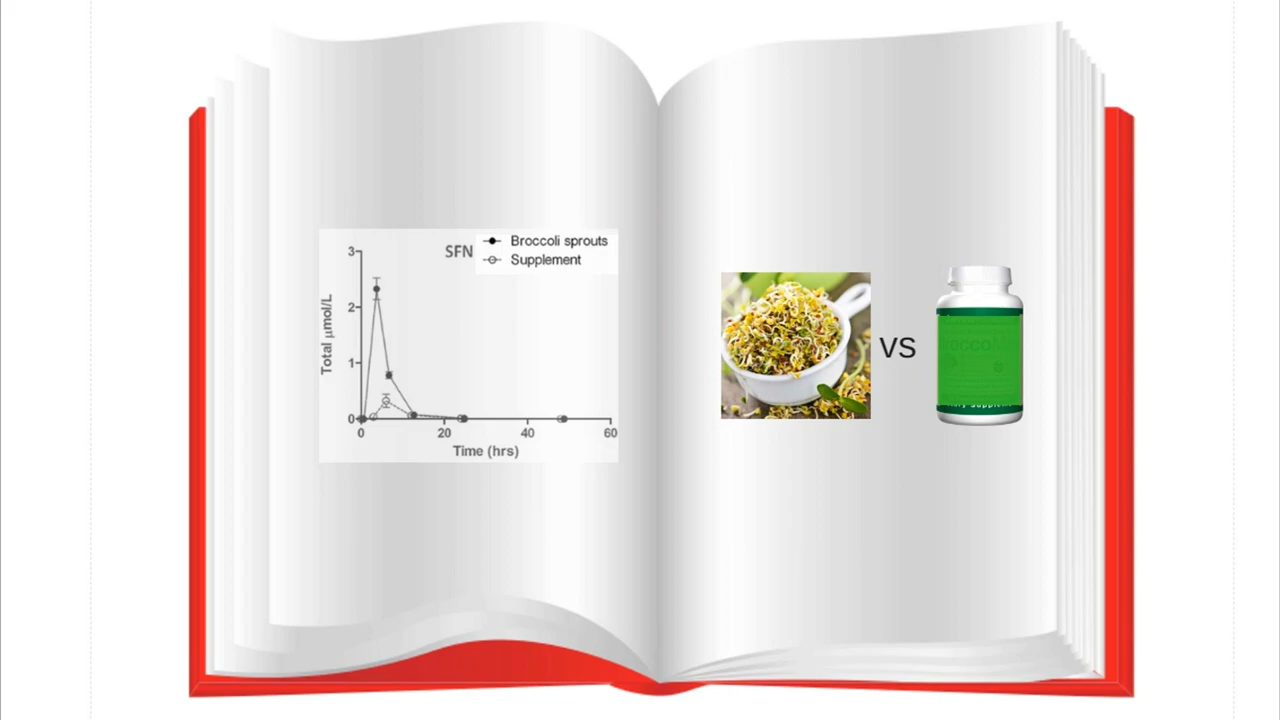 SFN
Broccoli sprouts
Supplement
3
2
1
0
Total µmol/L
0 20 40 60
Time (hrs)
VS